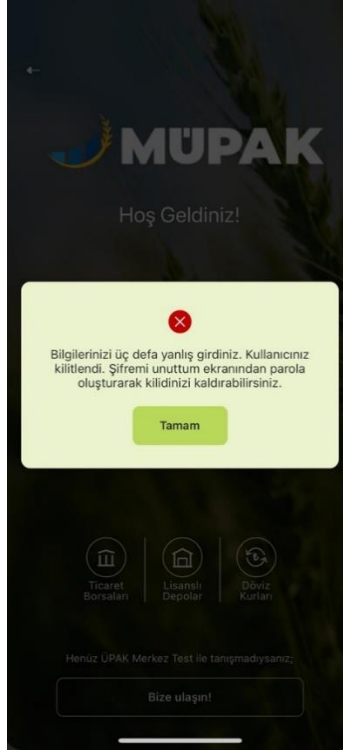 MÜPAK
Hoş Geldiniz!
Bilgilerinizi üç defa yanlış girdiniz. Kullanıcınız
kilitlendi. Şifremi unuttum ekranından parola
oluşturarak kilidinizi kaldırabilirsiniz.
Tamam
Ticaret
Borsaları
Lisanslı
Depolar
Döviz
Kurları
Henüz ÜPAK Merkez Test ile tanışmadıysanız;
Bize ulaşın!